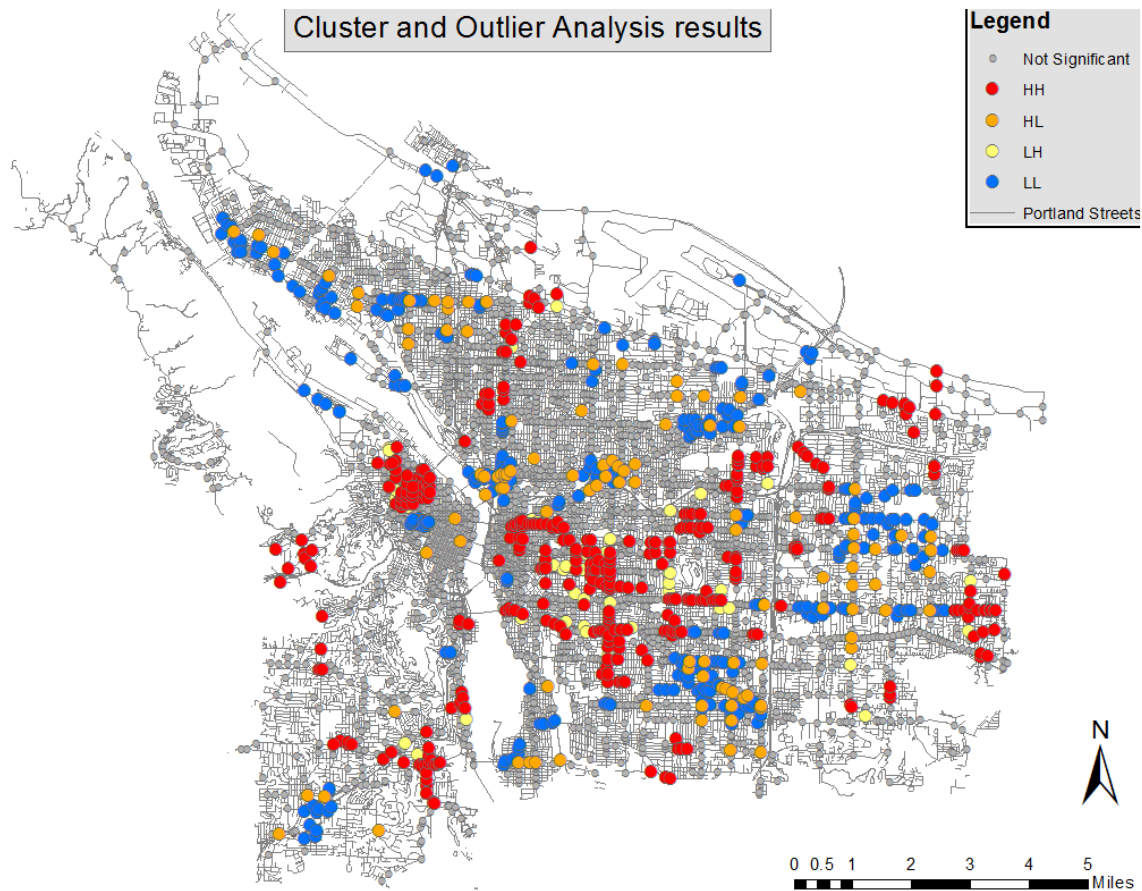 Cluster and Outlier Analysis results
Legend
Not Significant
HH
HL
LH
LL
Portland Streets
N
0 0.5 1 2 3 4 5
Miles